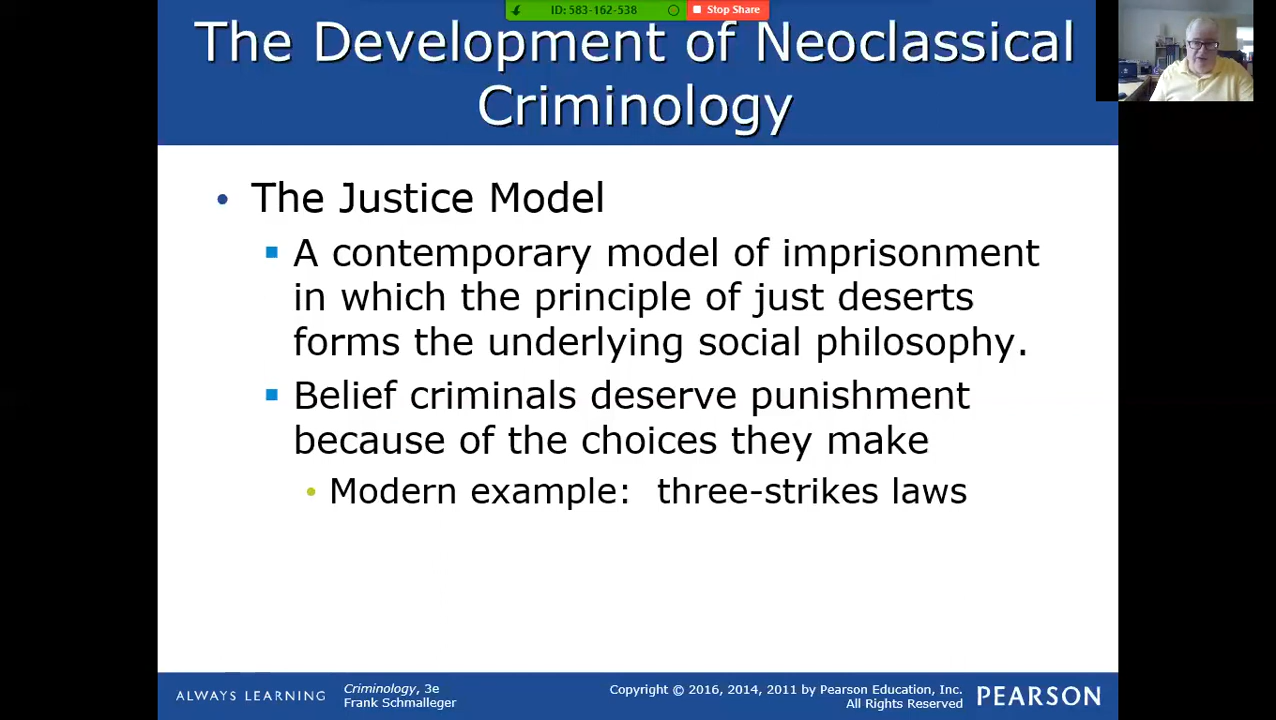 ID: 583-162-538 Stop Share
The Development of Neoclassical
Criminology
• The Justice Model
▪ A contemporary model of imprisonment
in which the principle of just deserts
forms the underlying social philosophy.
▪ Belief criminals deserve punishment
because of the choices they make
• Modern example: three-strikes laws
ALWAYS LEARNING
Criminology, 3e
Frank Schmalleger
Copyright © 2016, 2014, 2011 by Pearson Education, Inc.
All Rights Reserved
PEARSON